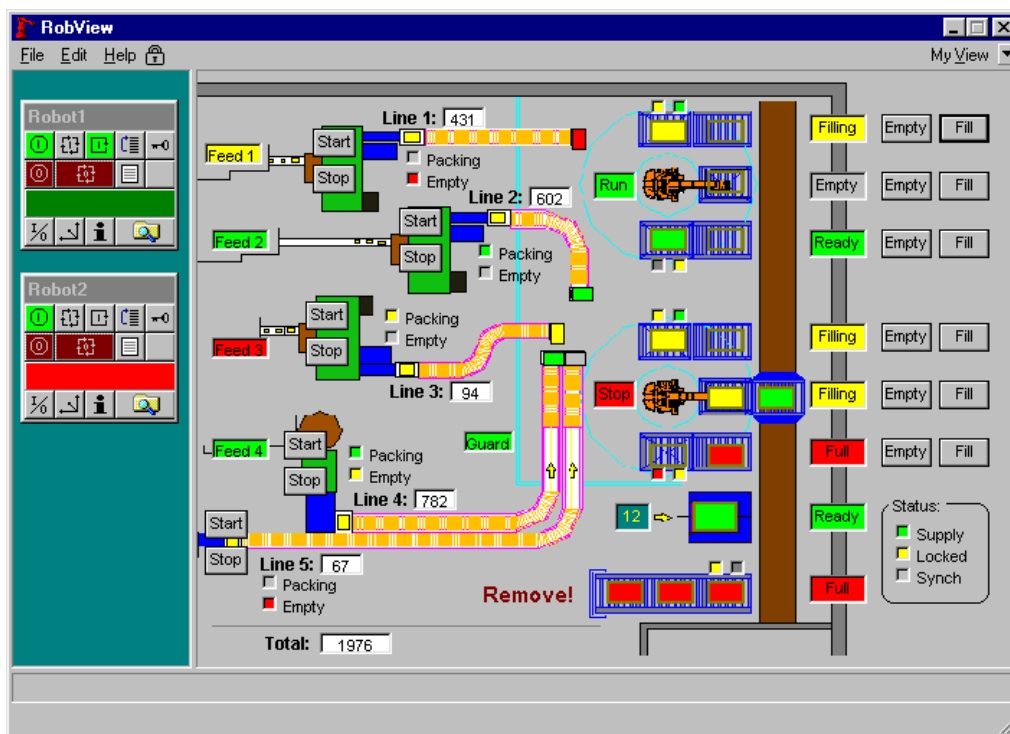 RobView
File Edit Help My View
Robot1
I/O
Robot2
I/O
Line 1: 431
Start
Stop
Feed 1
Packing
Empty
Line 2: 602
Start
Stop
Feed 2
Packing
Empty
Start
Stop
Feed 3
Packing
Empty
Line 3: 94
Start
Stop
Feed 4
Packing
Empty
Line 4: 782
Start
Stop
Line 5: 67
Packing
Empty
Total: 1976
Guard
Run
Stop
12
Remove!
Filling Empty Fill
Empty Empty Fill
Ready Empty Fill
Filling Empty Fill
Filling Empty Fill
Full Empty Fill
Ready
Full
Status:
Supply
Locked
Synch